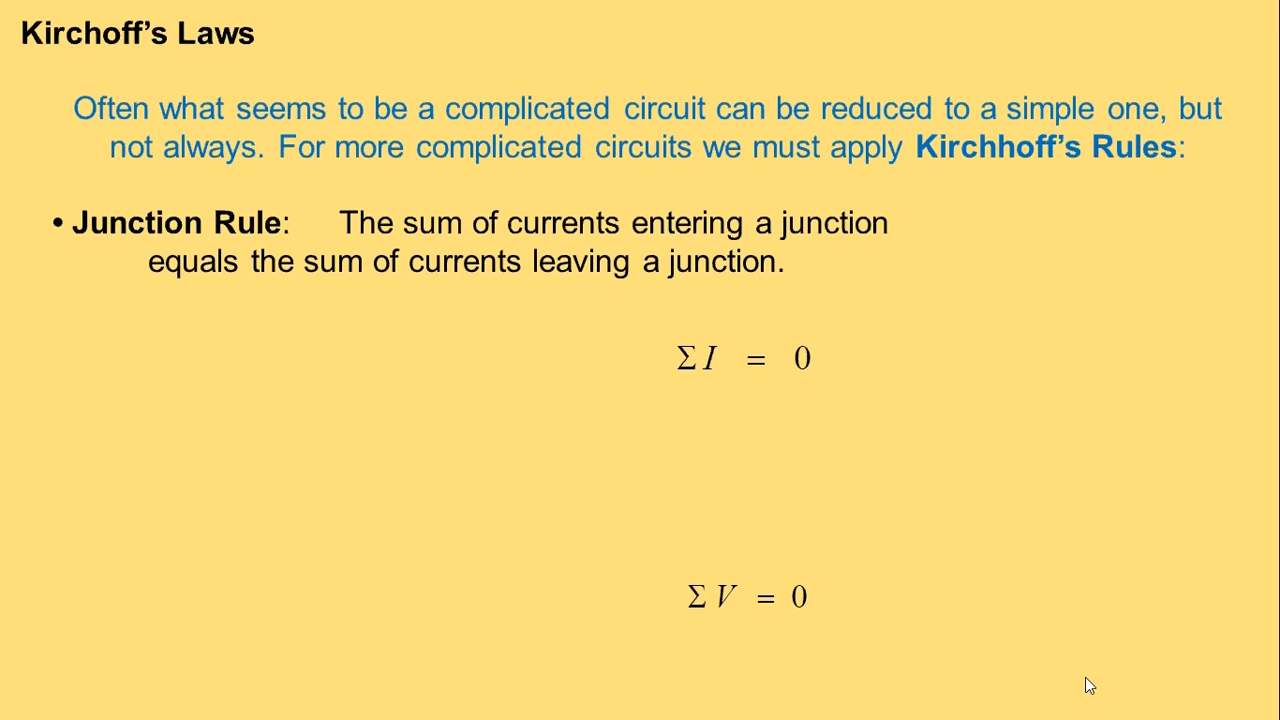 Kirchoff’s Laws
Often what seems to be a complicated circuit can be reduced to a simple one, but
not always. For more complicated circuits we must apply Kirchhoff’s Rules:
• Junction Rule: The sum of currents entering a junction
equals the sum of currents leaving a junction.
Σ I = 0
Σ V = 0